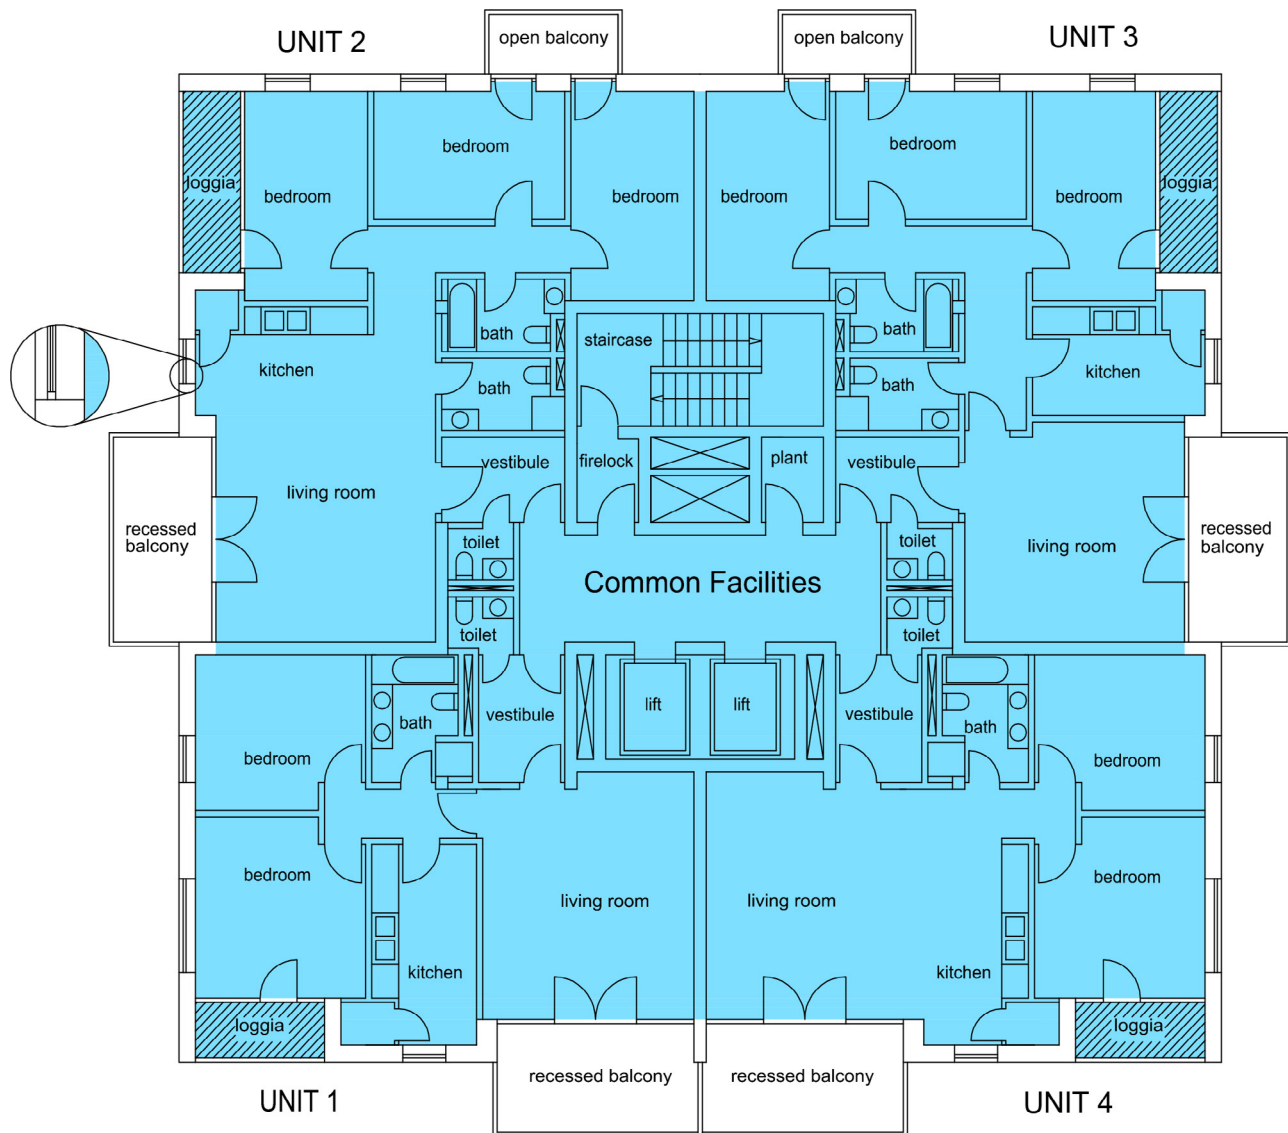 UNIT 2
open balcony
open balcony
UNIT 3
bedroom
bedroom
loggia
bedroom
bedroom
bedroom
bedroom
loggia
bath
staircase
bath
kitchen
bath
bath
kitchen
vestibule
firelock
plant
vestibule
living room
recessed
balcony
toilet
toilet
living room
recessed
balcony
Common Facilities
toilet
toilet
bath
vestibule
lift
lift
vestibule
bath
bedroom
bedroom
bedroom
living room
living room
bedroom
kitchen
kitchen
loggia
loggia
recessed balcony
recessed balcony
UNIT 1
UNIT 4